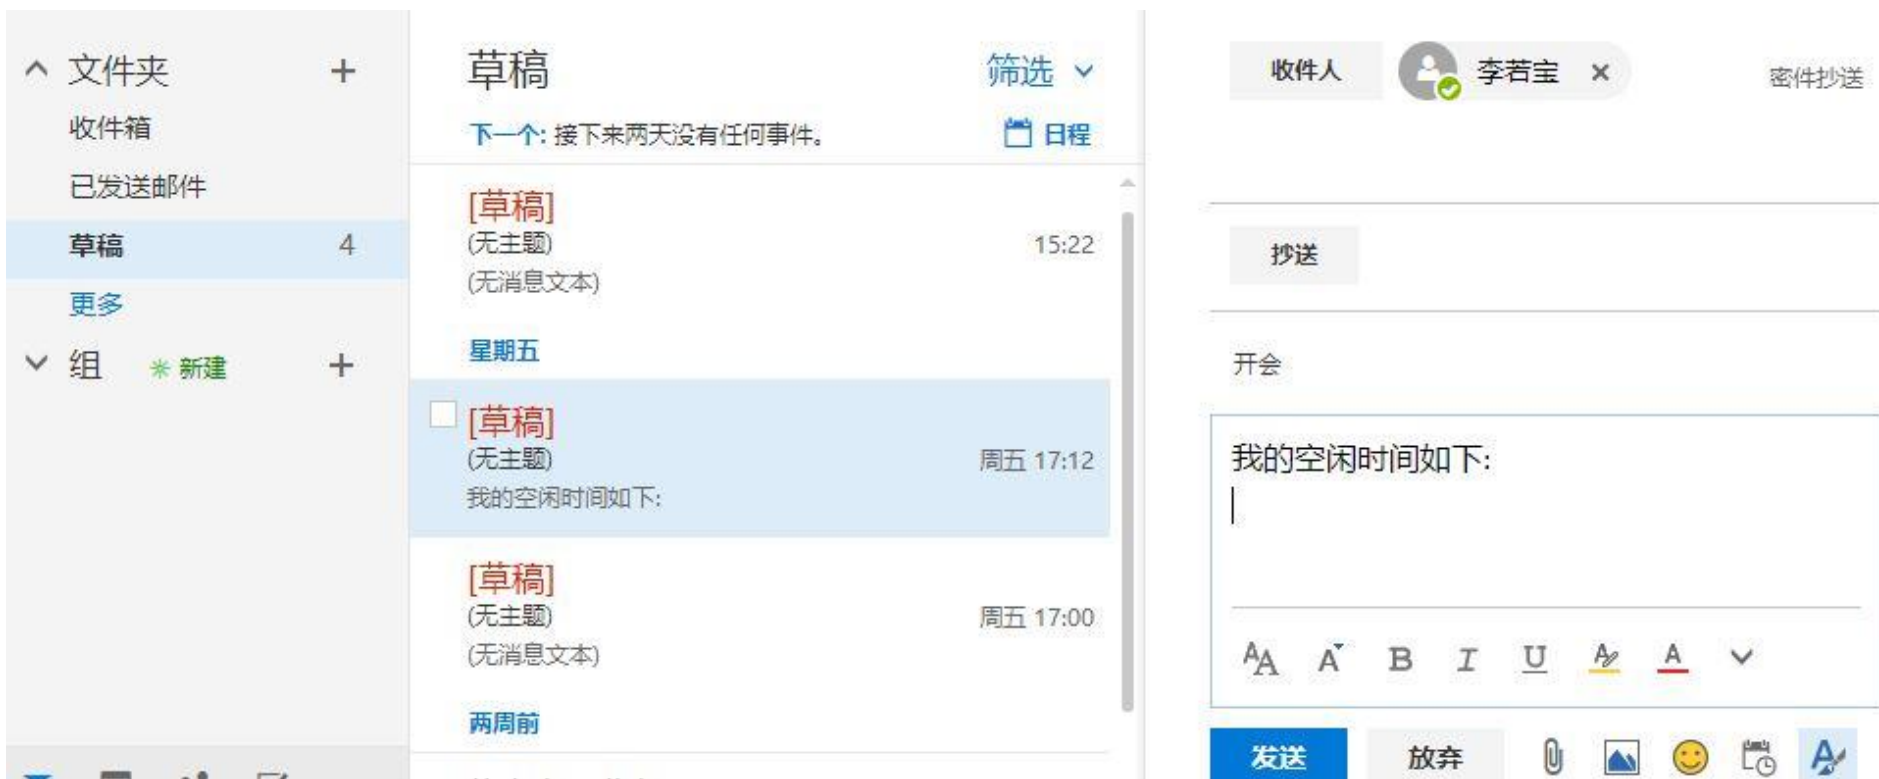 文件夹
收件箱
已发送邮件
草稿 4
更多
组 新建
草稿 筛选
下一个: 接下来两天没有任何事件。 日程
[草稿]
(无主题) 15:22
(无消息文本)
星期五
[草稿]
(无主题) 周五 17:12
我的空闲时间如下:
[草稿]
(无主题) 周五 17:00
(无消息文本)
两周前
收件人 李若宝 密件抄送
抄送
开会
我的空闲时间如下:
B I U
发送 放弃